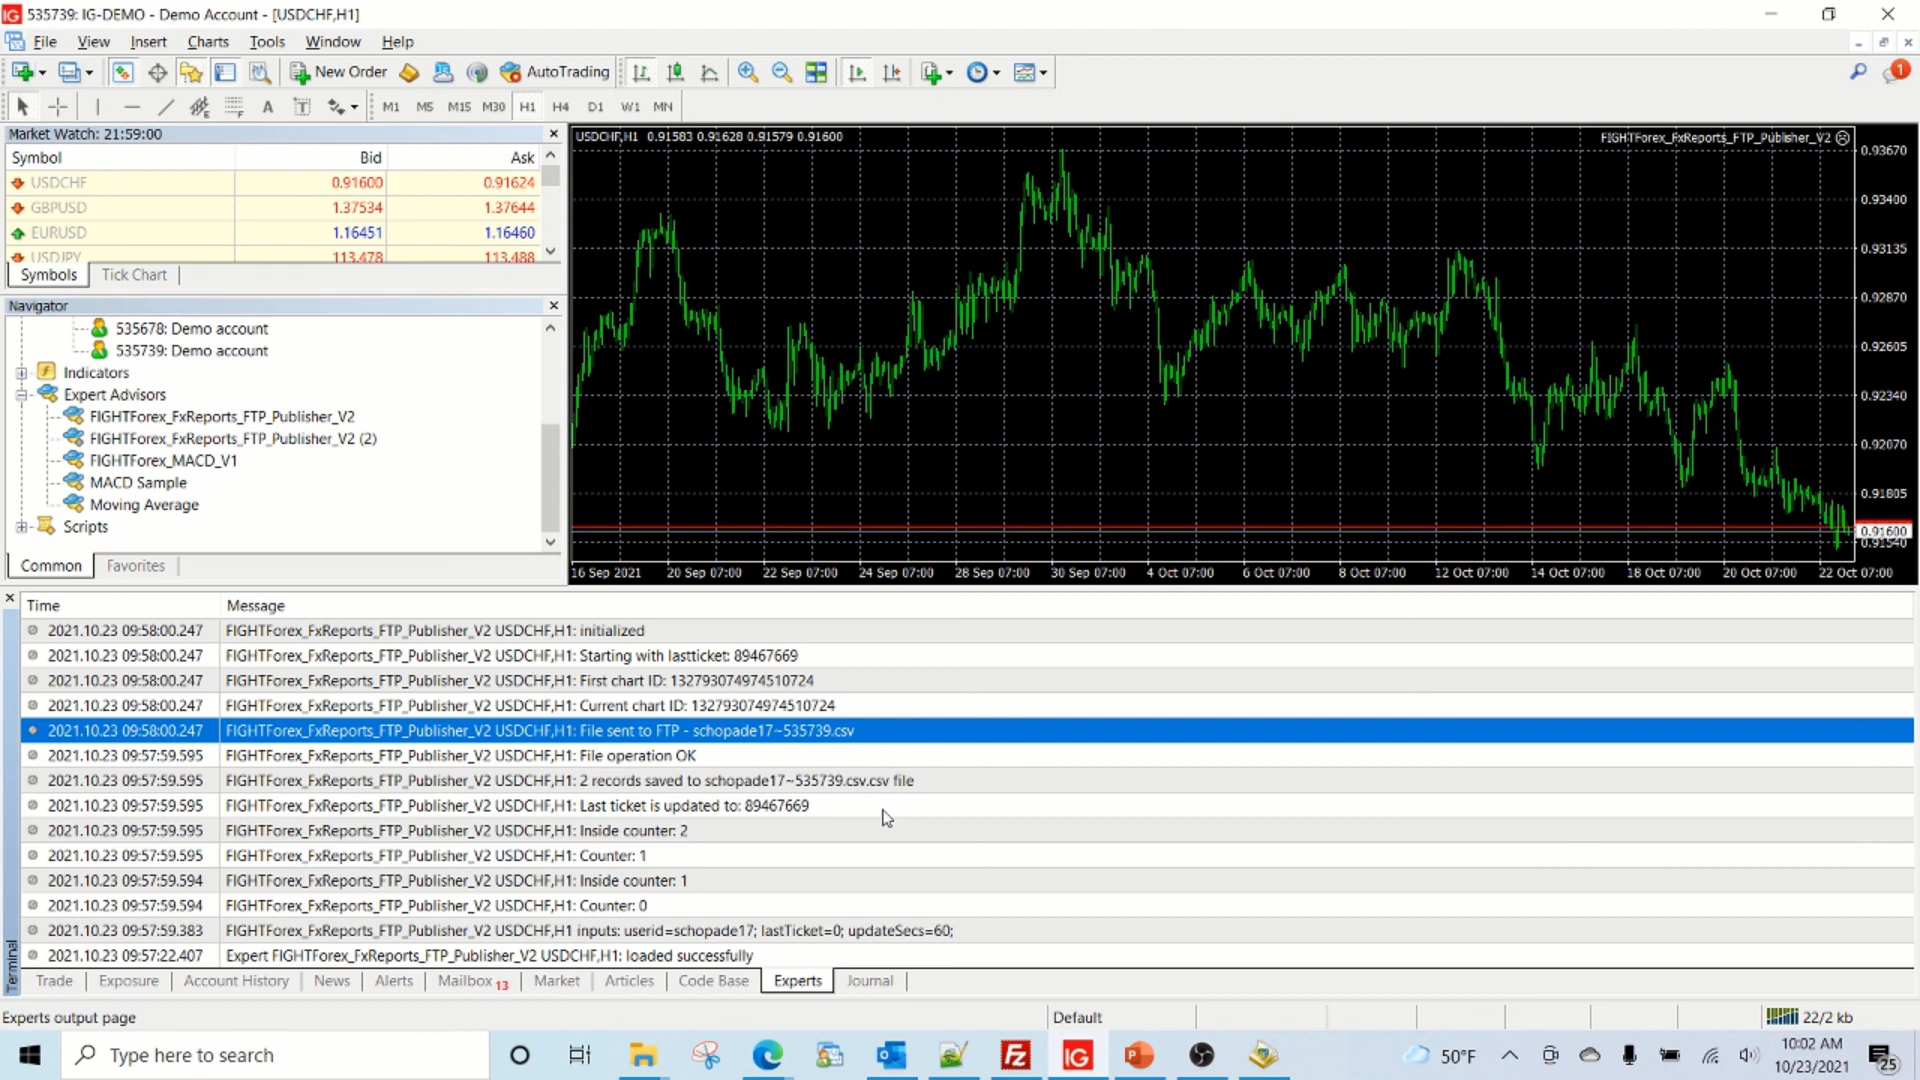 535739: IG-DEMO - Demo Account - [USDCHF,H1]
File View Insert Charts Tools Window Help
New Order AutoTrading 1
A T M1 M5 M15 M30 H1 H4 D1 W1 MN
Market Watch: 21:59:00
Symbol Bid Ask
USDCHF 0.91600 0.91624
GBPUSD 1.37534 1.37644
EURUSD 1.16451 1.16460
USDJPY 113.478 113.488
Symbols Tick Chart
Navigator
535678: Demo account
535739: Demo account
Indicators
Expert Advisors
FIGHTForex_FxReports_FTP_Publisher_V2
FIGHTForex_FxReports_FTP_Publisher_V2 (2)
FIGHTForex_MACD_V1
MACD Sample
Moving Average
Scripts
Common Favorites
USDCHF,H1 0.91583 0.91628 0.91579 0.91600
FIGHTForex_FxReports_FTP_Publisher_V2
0.93670
0.93400
0.93135
0.92870
0.92605
0.92340
0.92070
0.91805
0.91600
0.91540
16 Sep 2021 20 Sep 07:00 22 Sep 07:00 24 Sep 07:00 28 Sep 07:00 30 Sep 07:00 4 Oct 07:00 6 Oct 07:00 8 Oct 07:00 12 Oct 07:00 14 Oct 07:00 18 Oct 07:00 20 Oct 07:00 22 Oct 07:00
Time Message
2021.10.23 09:58:00.247 FIGHTForex_FxReports_FTP_Publisher_V2 USDCHF,H1: initialized
2021.10.23 09:58:00.247 FIGHTForex_FxReports_FTP_Publisher_V2 USDCHF,H1: Starting with lastticket: 89467669
2021.10.23 09:58:00.247 FIGHTForex_FxReports_FTP_Publisher_V2 USDCHF,H1: First chart ID: 132793074974510724
2021.10.23 09:58:00.247 FIGHTForex_FxReports_FTP_Publisher_V2 USDCHF,H1: Current chart ID: 132793074974510724
2021.10.23 09:58:00.247 FIGHTForex_FxReports_FTP_Publisher_V2 USDCHF,H1: File sent to FTP - schopade17~535739.csv
2021.10.23 09:57:59.595 FIGHTForex_FxReports_FTP_Publisher_V2 USDCHF,H1: File operation OK
2021.10.23 09:57:59.595 FIGHTForex_FxReports_FTP_Publisher_V2 USDCHF,H1: 2 records saved to schopade17~535739.csv.csv file
2021.10.23 09:57:59.595 FIGHTForex_FxReports_FTP_Publisher_V2 USDCHF,H1: Last ticket is updated to: 89467669
2021.10.23 09:57:59.595 FIGHTForex_FxReports_FTP_Publisher_V2 USDCHF,H1: Inside counter: 2
2021.10.23 09:57:59.595 FIGHTForex_FxReports_FTP_Publisher_V2 USDCHF,H1: Counter: 1
2021.10.23 09:57:59.594 FIGHTForex_FxReports_FTP_Publisher_V2 USDCHF,H1: Inside counter: 1
2021.10.23 09:57:59.594 FIGHTForex_FxReports_FTP_Publisher_V2 USDCHF,H1: Counter: 0
2021.10.23 09:57:59.383 FIGHTForex_FxReports_FTP_Publisher_V2 USDCHF,H1 inputs: userid=schopade17; lastTicket=0; updateSecs=60;
2021.10.23 09:57:22.407 Expert FIGHTForex_FxReports_FTP_Publisher_V2 USDCHF,H1: loaded successfully
Terminal
Trade Exposure Account History News Alerts Mailbox 13 Market Articles Code Base Experts Journal
Experts output page Default 22/2 kb
Type here to search Fz IG P 50°F 10:02 AM
10/23/2021 25